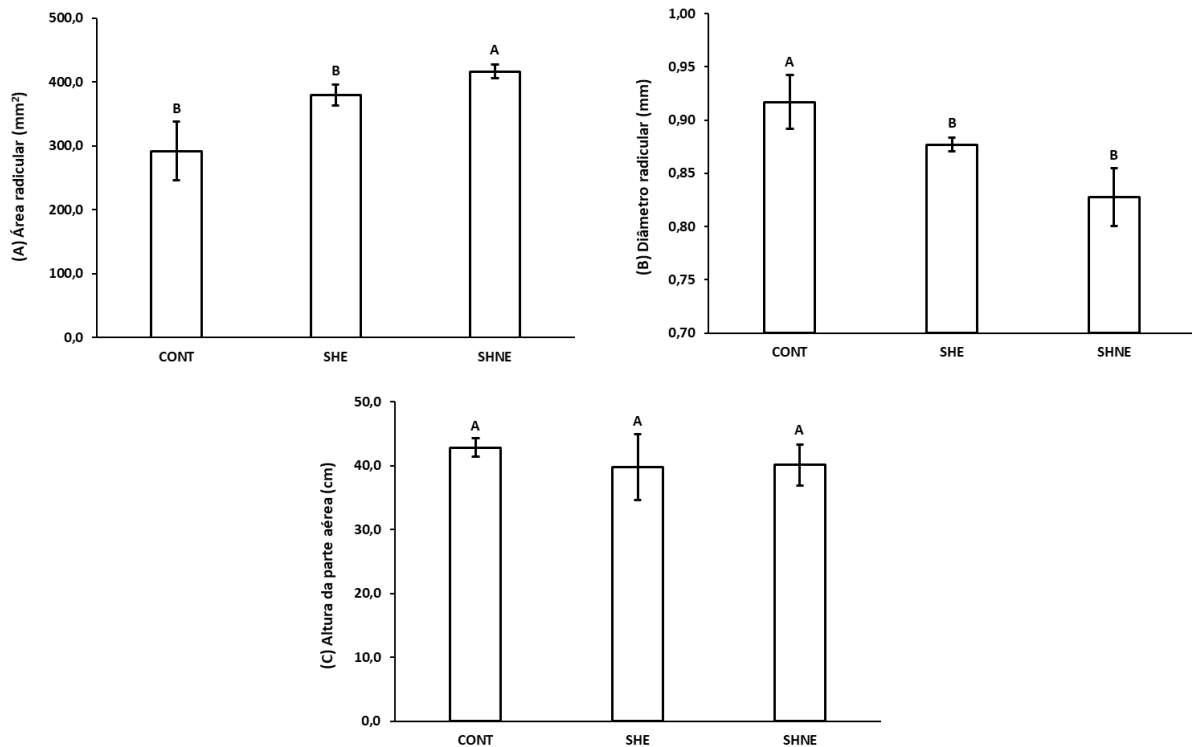 (A) Área radicular (mm²)
500,0
400,0
300,0
200,0
100,0
0,0
B
B
A
CONT SHE SHNE
(B) Diâmetro radicular (mm)
1,00
0,95
0,90
0,85
0,80
0,75
0,70
A
B
B
CONT SHE SHNE
(C) Altura da parte aérea (cm)
50,0
40,0
30,0
20,0
10,0
0,0
A
A
A
CONT SHE SHNE